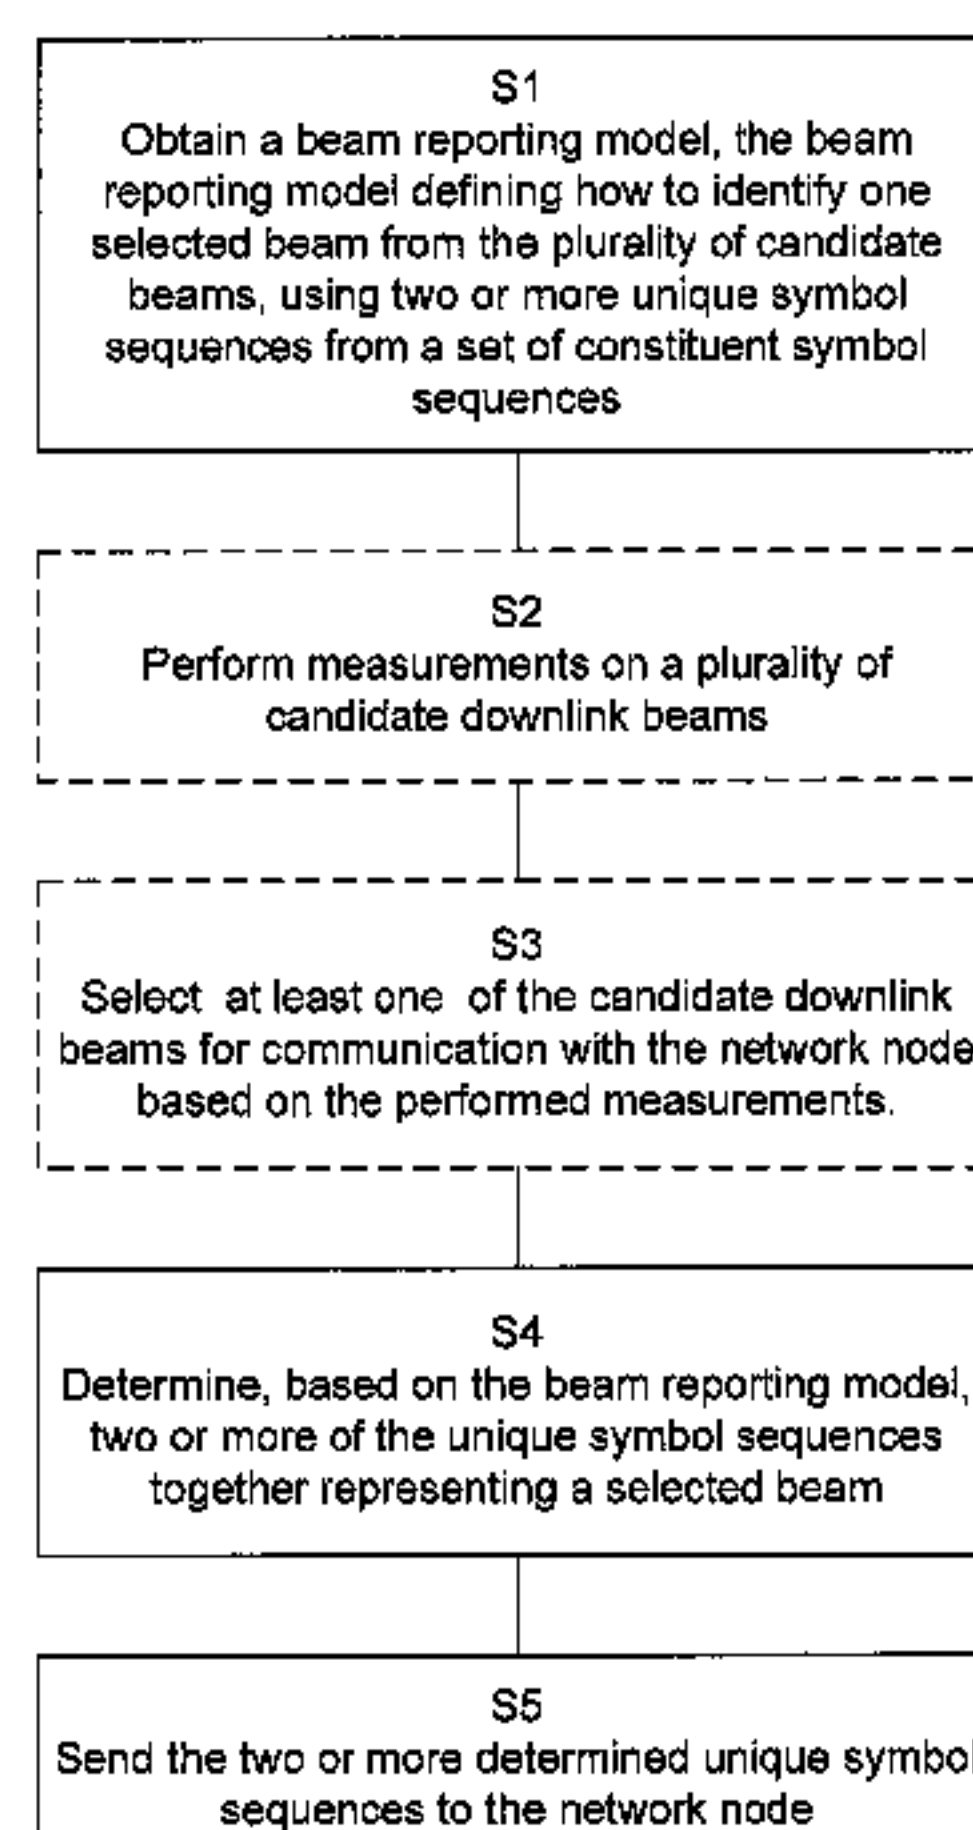 S1
Obtain a beam reporting model, the beam
reporting model defining how to identify one
selected beam from the plurality of candidate
beams, using two or more unique symbol
sequences from a set of constituent symbol
sequences
S2
Perform measurements on a plurality of
candidate downlink beams
S3
Select at least one of the candidate downlink
beams for communication with the network node
based on the performed measurements.
S4
Determine, based on the beam reporting model,
two or more of the unique symbol sequences
together representing a selected beam
S5
Send the two or more determined unique symbol
sequences to the network node